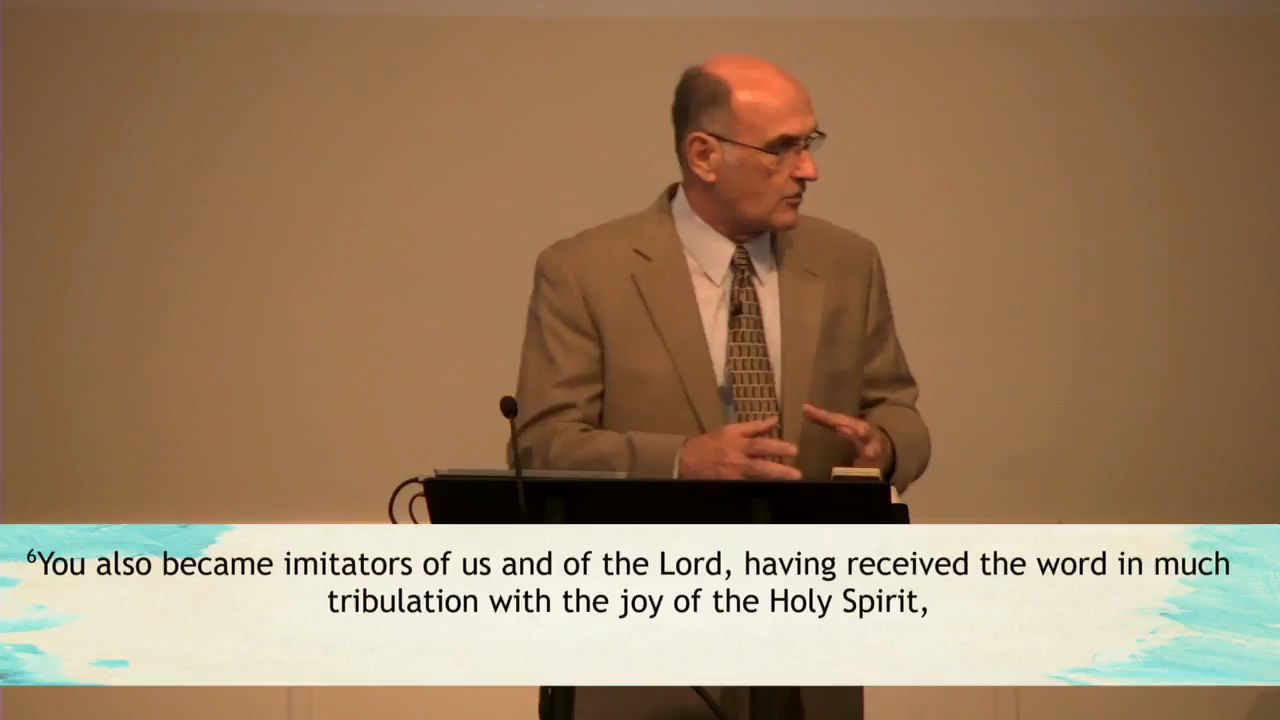 ⁶You also became imitators of us and of the Lord, having received the word in much
tribulation with the joy of the Holy Spirit,